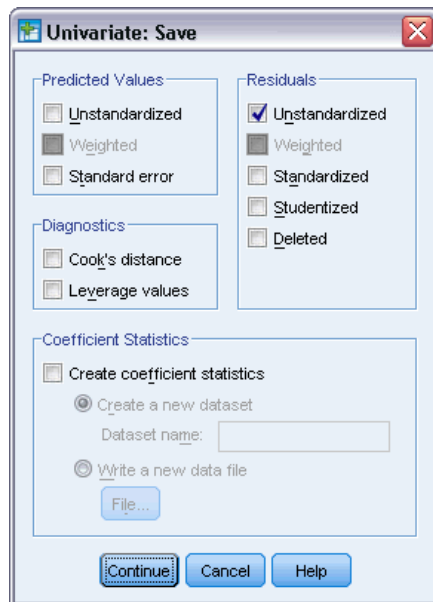 Univariate: Save
Predicted Values
Unstandardized
Weighted
Standard error
Diagnostics
Cook's distance
Leverage values
Residuals
Unstandardized
Weighted
Standardized
Studentized
Deleted
Coefficient Statistics
Create coefficient statistics
Create a new dataset
Dataset name:
Write a new data file
File...
Continue Cancel Help